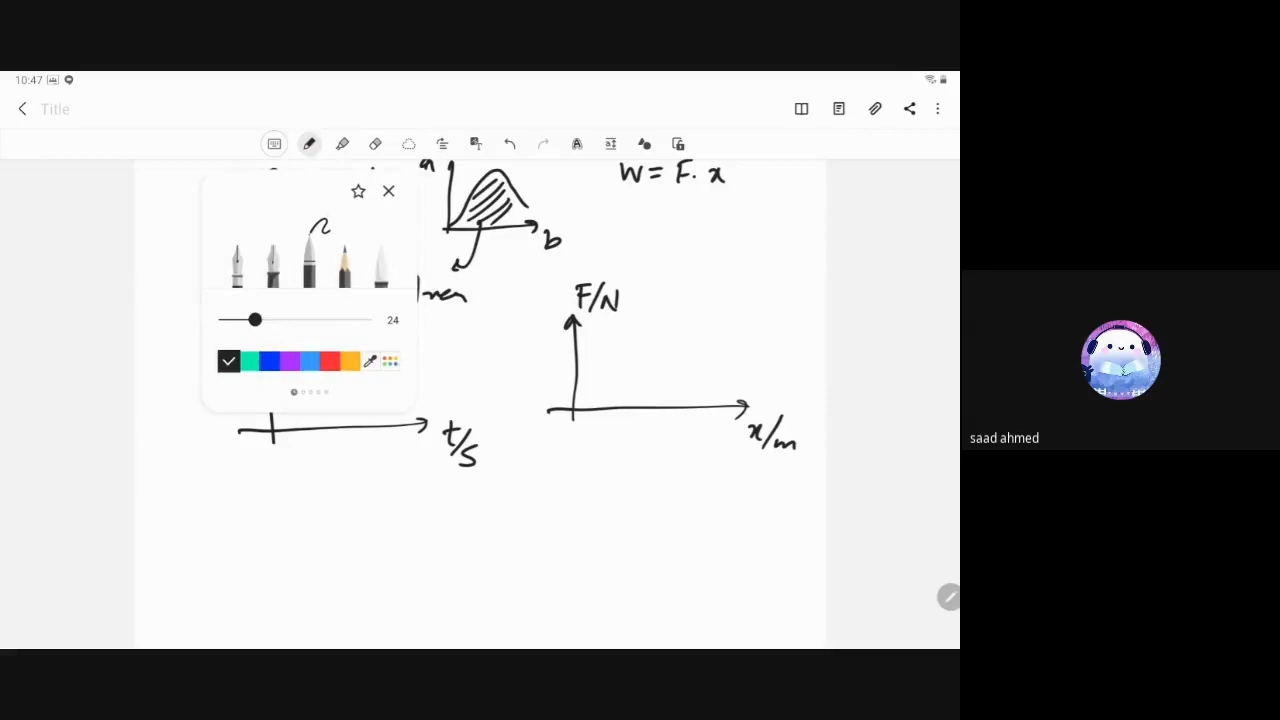 10:47
Title
a
W = F. x
b
24
F/N
t/s
x/m
saad ahmed